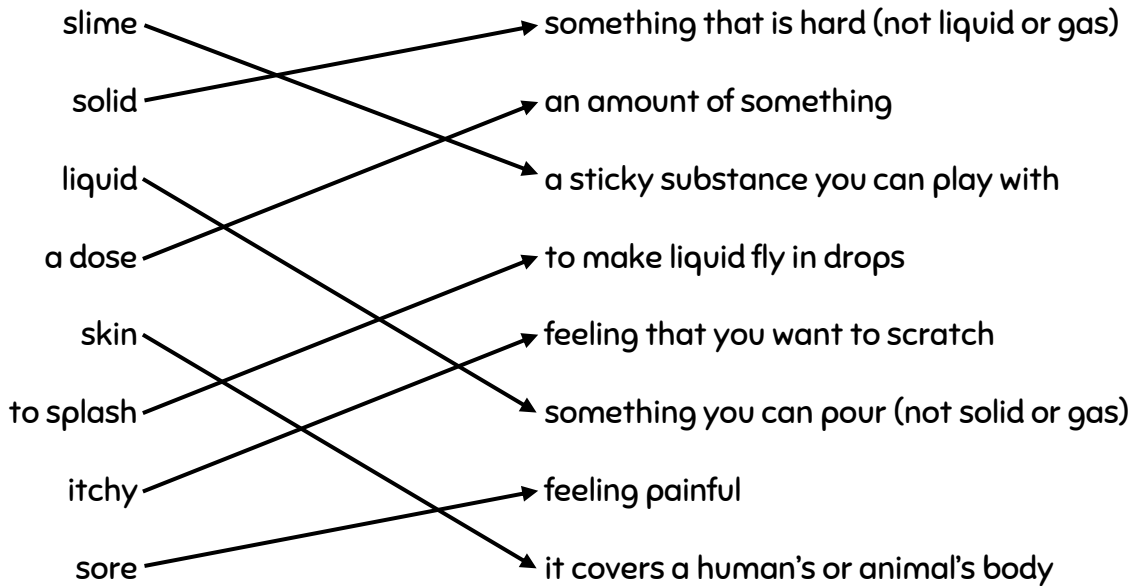 slime something that is hard (not liquid or gas)
solid an amount of something
liquid a sticky substance you can play with
a dose to make liquid fly in drops
skin feeling that you want to scratch
to splash something you can pour (not solid or gas)
itchy feeling painful
sore it covers a human's or animal's body